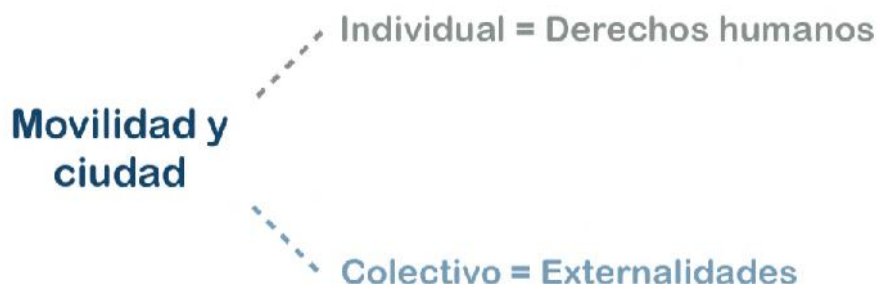 Individual = Derechos humanos
Movilidad y
ciudad
Colectivo = Externalidades